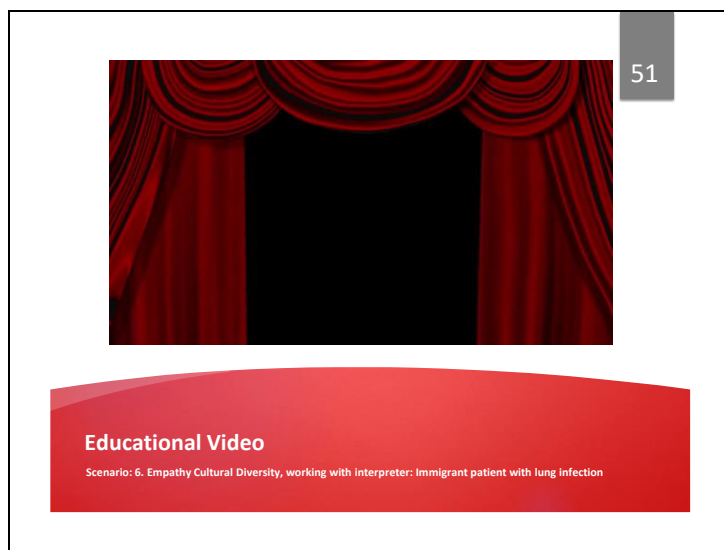 51
Educational Video
Scenario: 6. Empathy Cultural Diversity, working with interpreter: Immigrant patient with lung infection